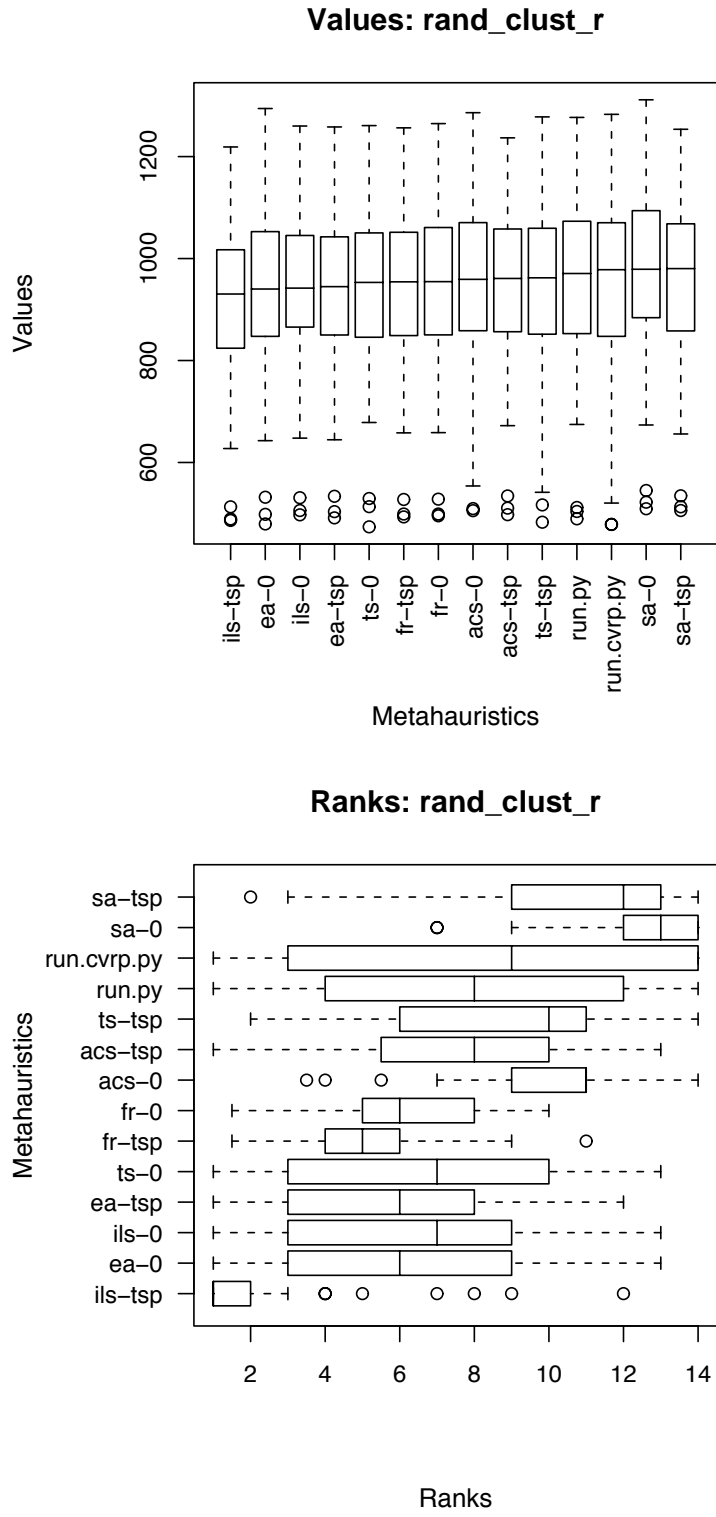 Values: rand_clust_r
Values
1200
1000
800
600
ils−tsp
ea−0
ils−0
ea−tsp
ts−0
fr−tsp
fr−0
acs−0
acs−tsp
ts−tsp
run.py
run.cvrp.py
sa−0
sa−tsp
Metahauristics
Ranks: rand_clust_r
Metahauristics
sa−tsp
sa−0
run.cvrp.py
run.py
ts−tsp
acs−tsp
acs−0
fr−0
fr−tsp
ts−0
ea−tsp
ils−0
ea−0
ils−tsp
2 4 6 8 10 12 14
Ranks